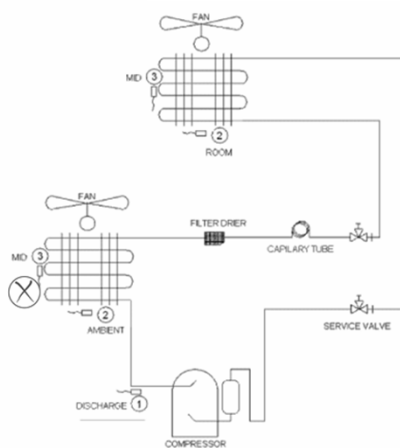 FAN
MID 3
2
ROOM
FAN
FILTER DRIER
CAPILARY TUBE
MID 3
X
2
AMBIENT
SERVICE VALVE
DISCHARGE 1
COMPRESSOR